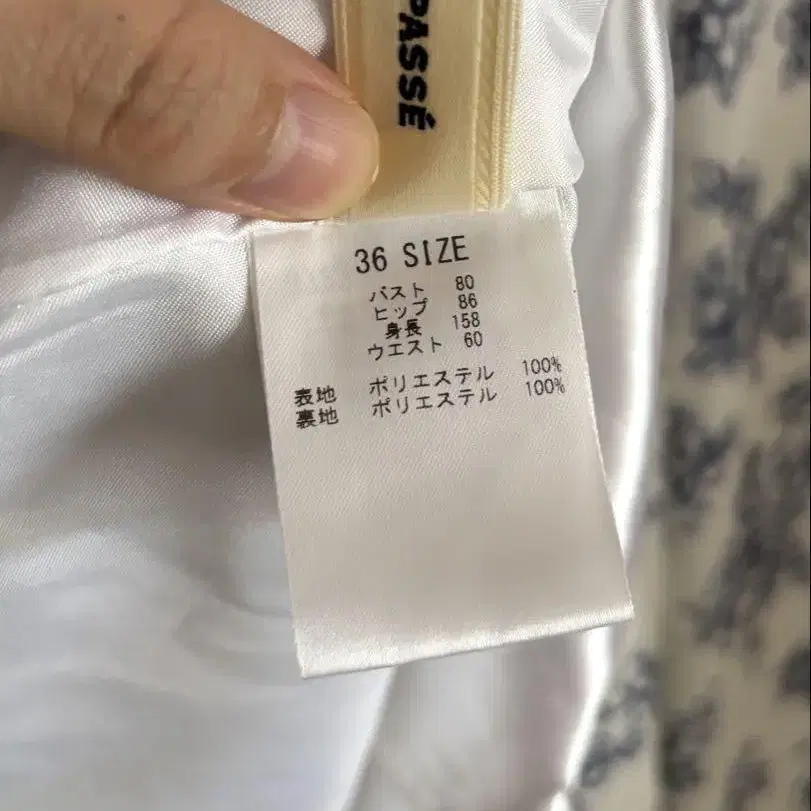 PASSÉ
36 SIZE
バスト 80
ヒップ 86
身長 158
ウエスト 60
表地 ポリエステル 100%
裏地 ポリエステル 100%